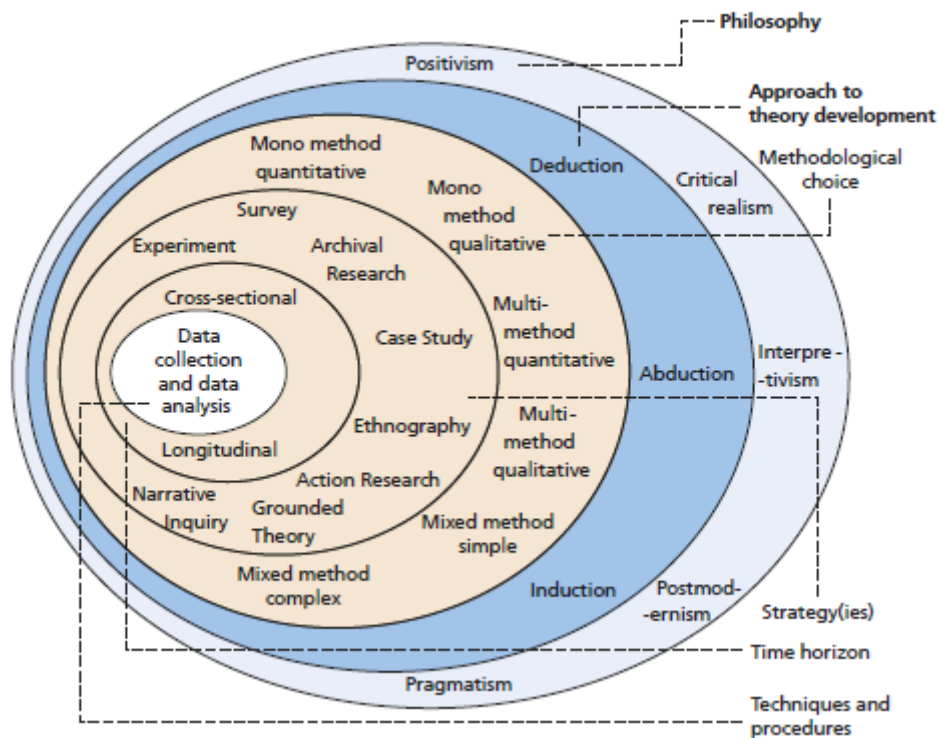 Philosophy
Positivism
Approach to
theory development
Mono method
quantitative
Deduction
Methodological
choice
Critical
realism
Mono
method
qualitative
Survey
Experiment
Archival
Research
Cross-sectional
Multi-
method
quantitative
Data
collection
and data
analysis
Case Study
Abduction
Interpre -
-tivism
Ethnography
Multi-
method
qualitative
Longitudinal
Action Research
Narrative
Inquiry
Grounded
Theory
Mixed method
simple
Mixed method
complex
Induction
Postmod-
-ernism
Strategy(ies)
Time horizon
Pragmatism
Techniques and
procedures